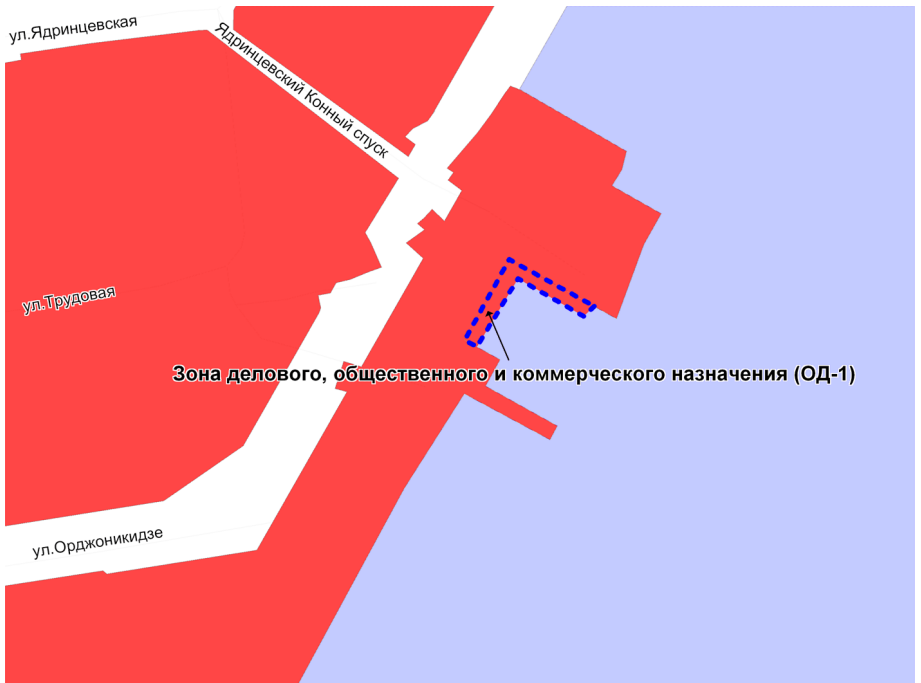 ул.Ядринцевская
Ядринцевский Конный спуск
ул.Трудовая
Зона делового, общественного и коммерческого назначения (ОД-1)
ул.Орджоникидзе